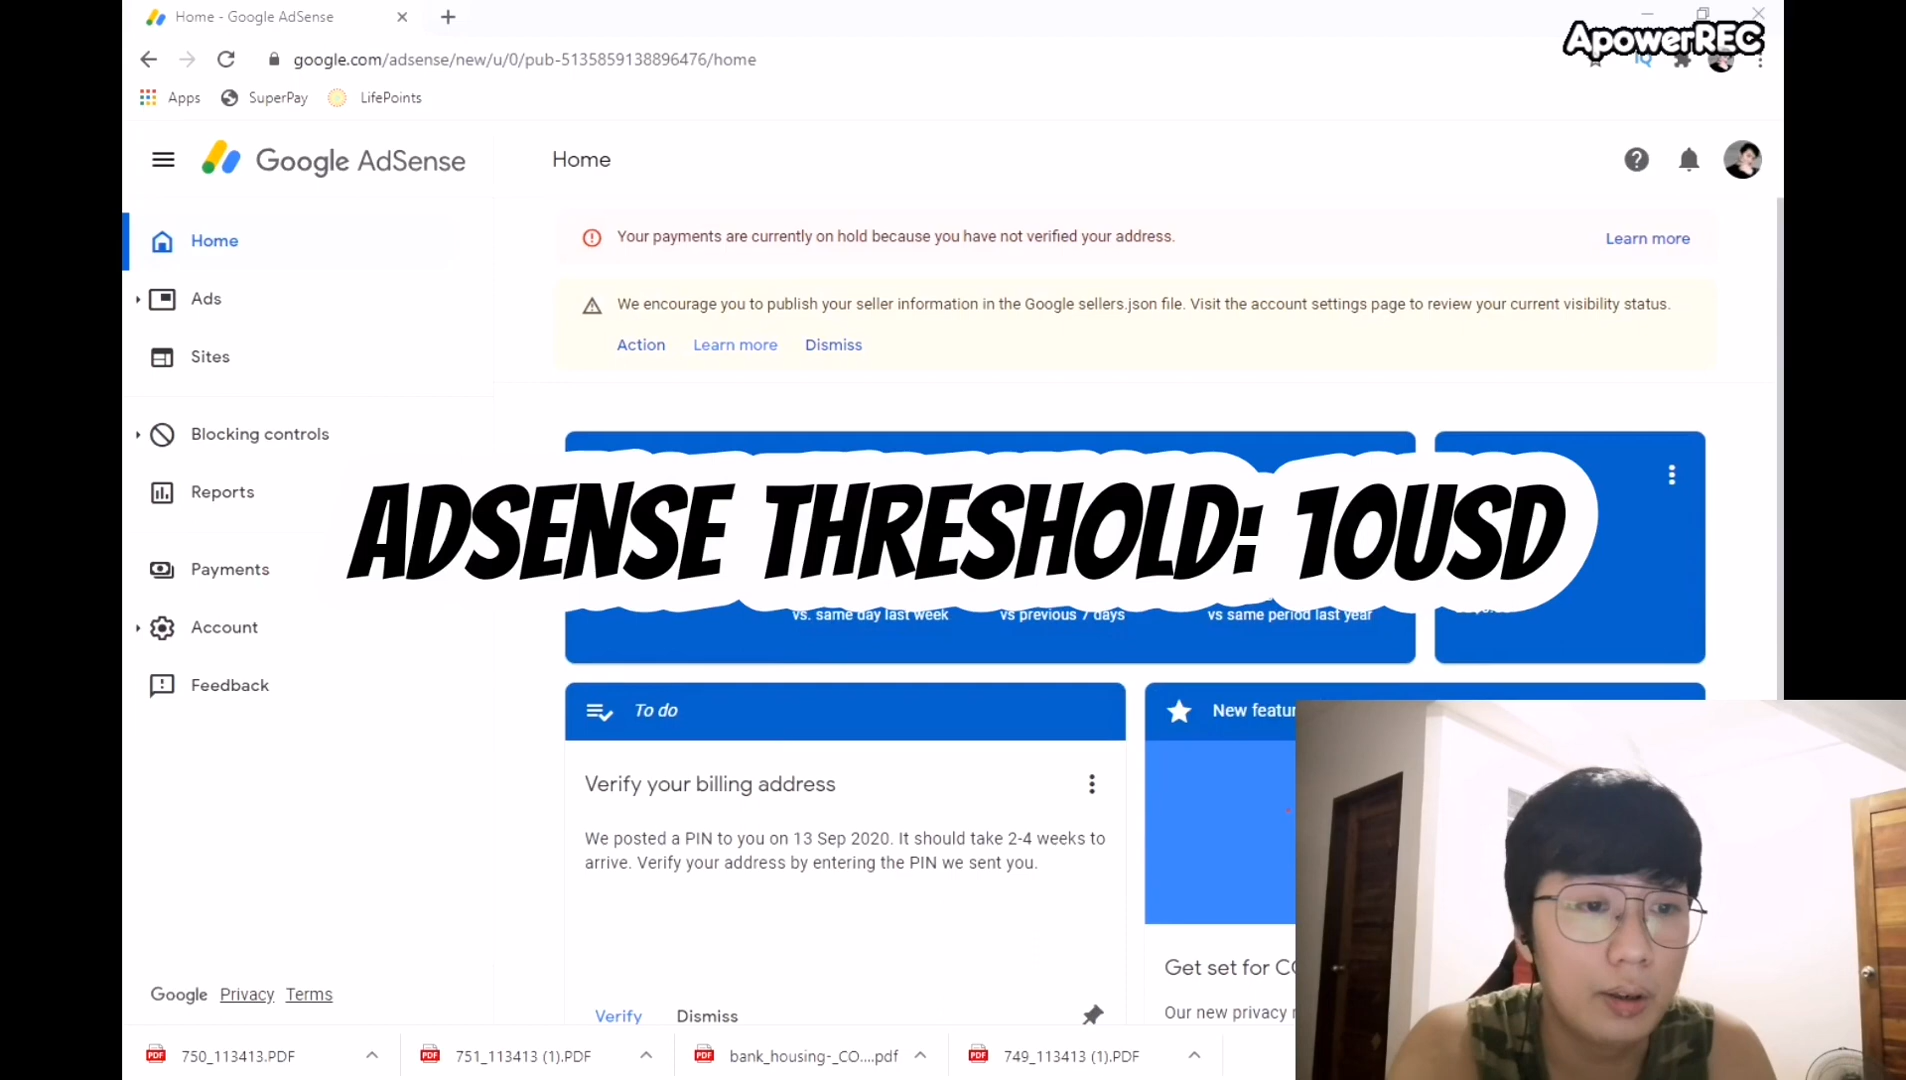 Home - Google AdSense
ApowerREC
google.com/adsense/new/u/0/pub-5135859138896476/home
Apps SuperPay LifePoints
Google AdSense
Home
Home
Ads
Sites
Blocking controls
Reports
Payments
Account
Feedback
Google Privacy Terms
Your payments are currently on hold because you have not verified your address.
Learn more
We encourage you to publish your seller information in the Google sellers.json file. Visit the account settings page to review your current visibility status.
Action Learn more Dismiss
ADSENSE THRESHOLD: 10USD
vs. same day last week vs previous 7 days vs same period last year
To do
Verify your billing address
We posted a PIN to you on 13 Sep 2020. It should take 2-4 weeks to
arrive. Verify your address by entering the PIN we sent you.
Verify Dismiss
New featur
Get set for
Our new privacy
750_113413.PDF 751_113413 (1).PDF bank_housing-_CO....pdf 749_113413 (1).PDF